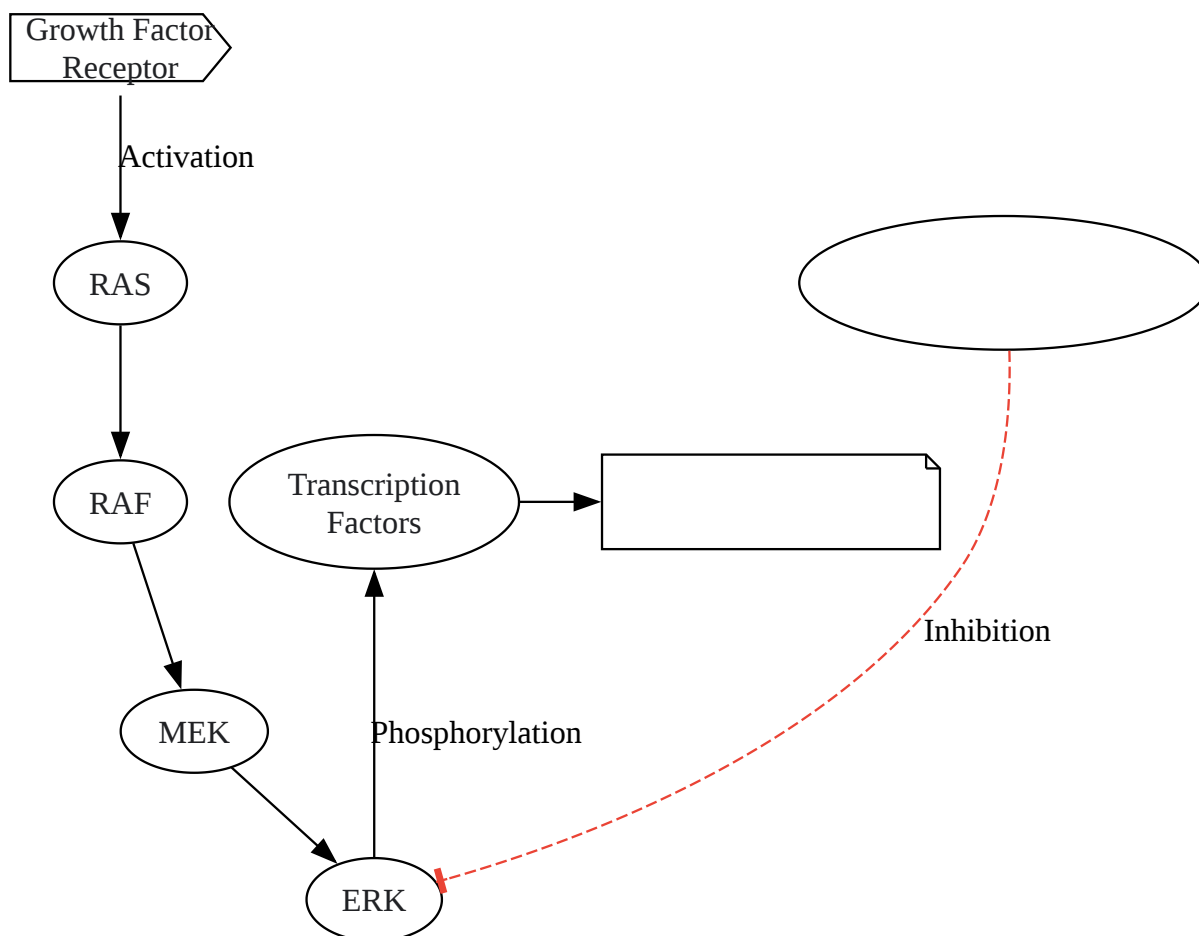 Growth Factor
Receptor
Activation
RAS
RAF
Transcription
Factors
Inhibition
MEK
Phosphorylation
ERK